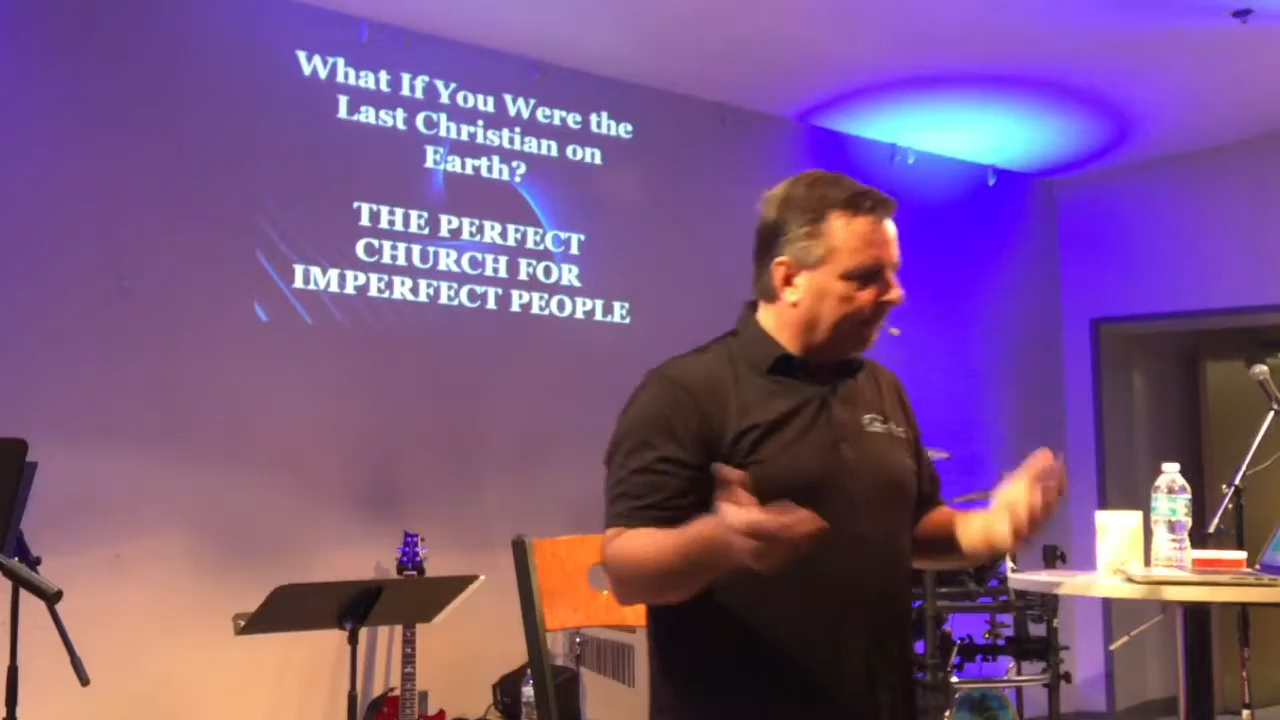 What If You Were the
Last Christian on
Earth?
THE PERFECT
CHURCH FOR
IMPERFECT PEOPLE